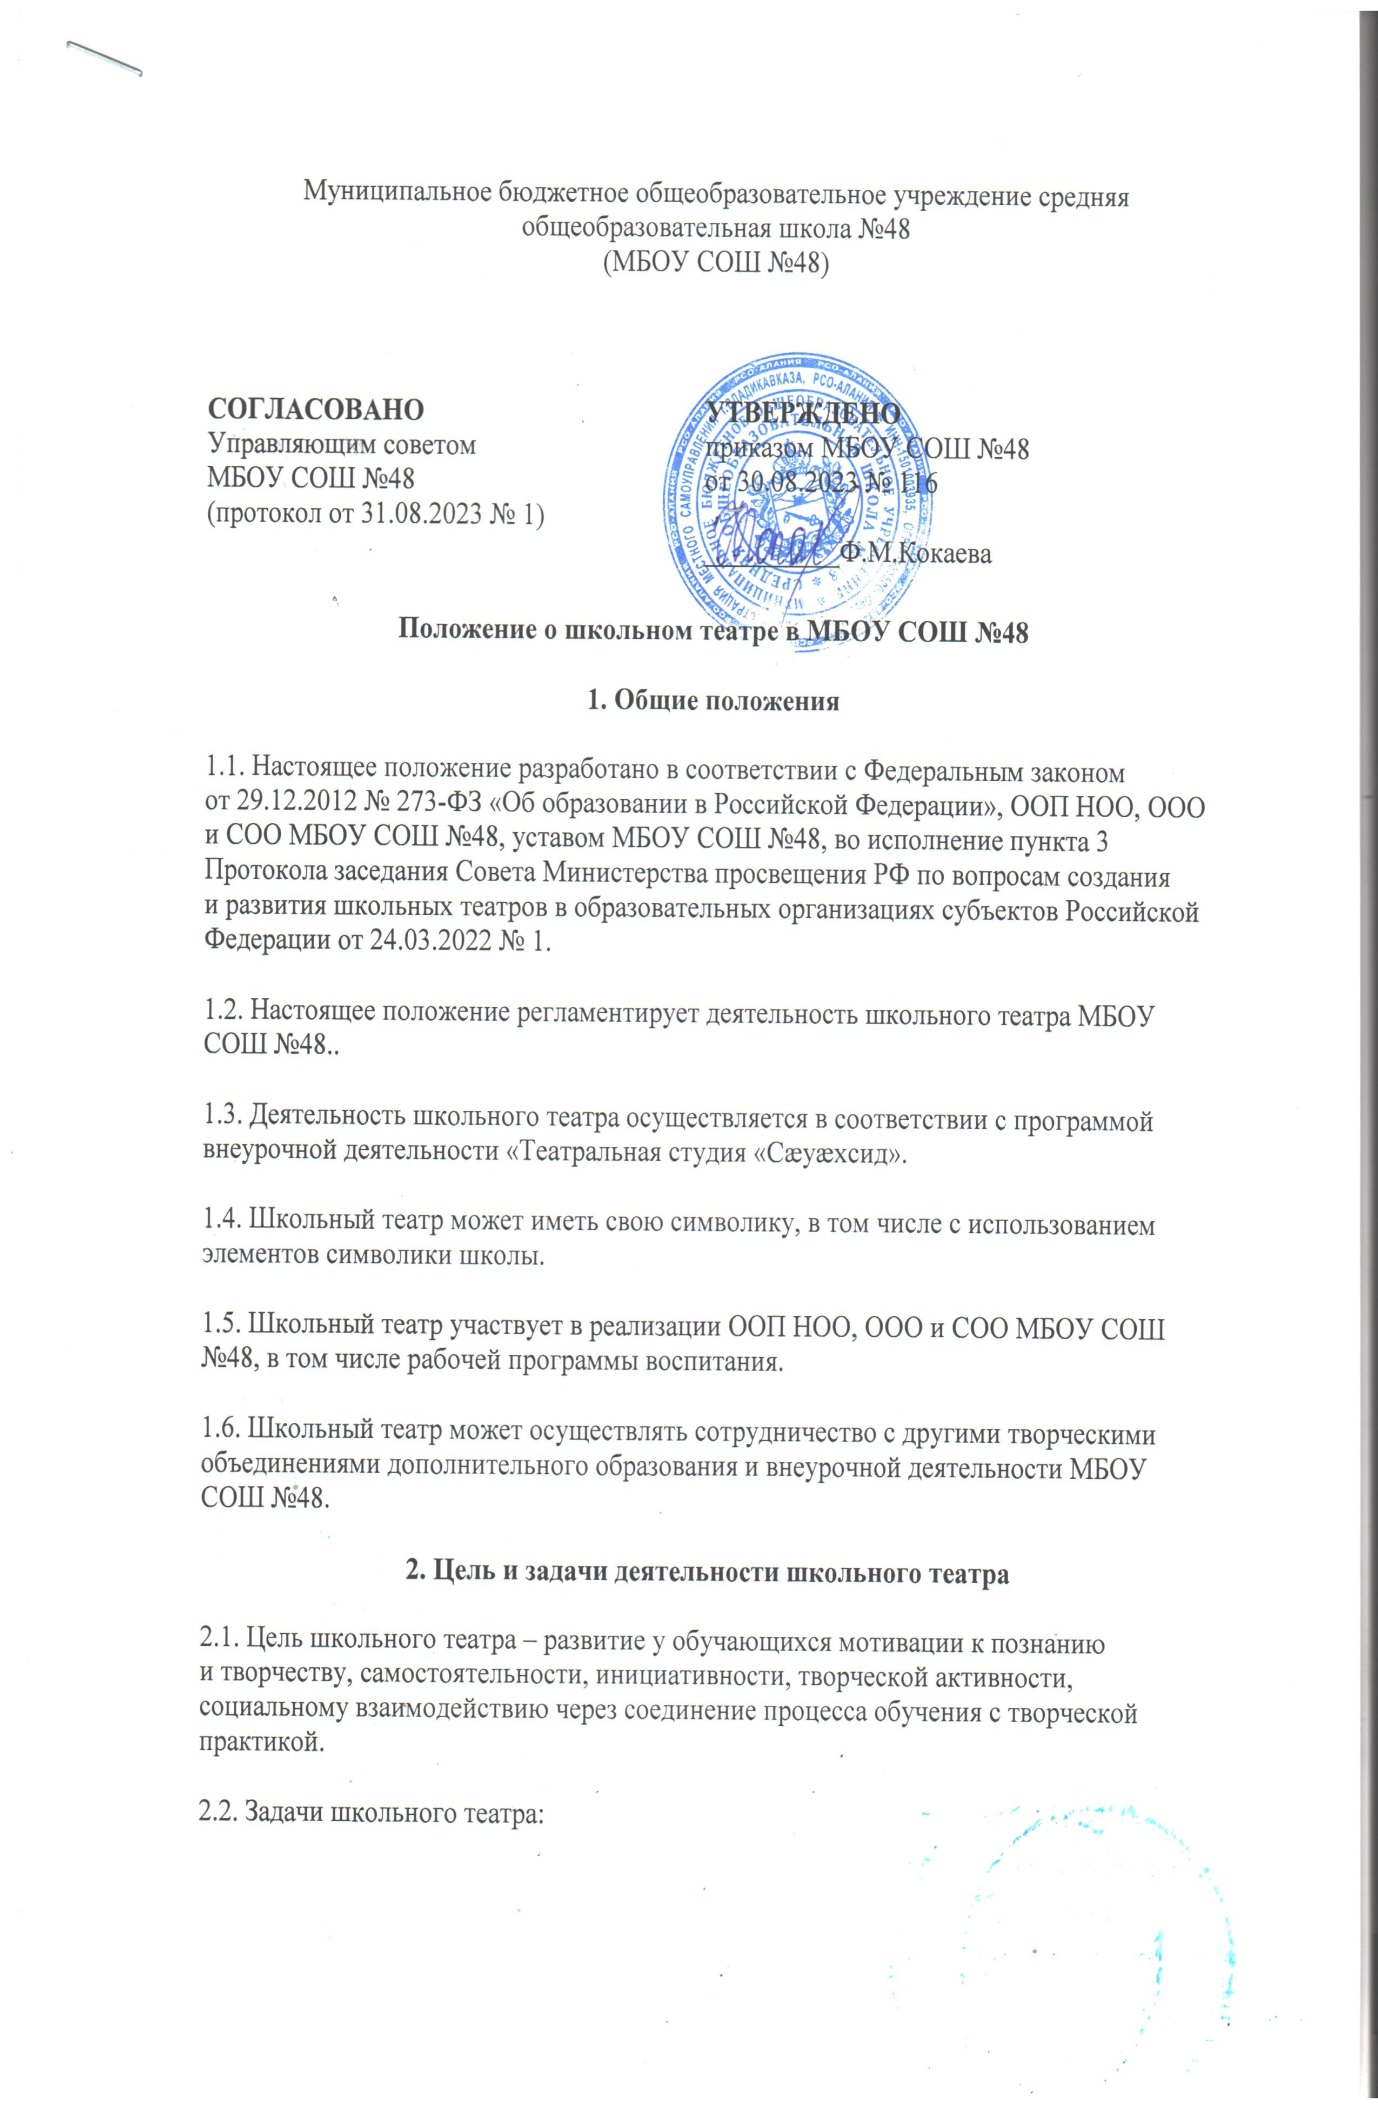 Муниципальное бюджетное общеобразовательное учреждение средняя
общеобразовательная школа №48
(МБОУ СОШ №48)
СОГЛАСОВАНО
Управляющим советом
МБОУ СОШ №48
(протокол от 31.08.2023 № 1)
УТВЕРЖДЕНО
приказом МБОУ СОШ №48
от 30.08.2023 № 116
Ф.М.Кокаева
Положение о школьном театре в МБОУ СОШ №48
1. Общие положения
1.1. Настоящее положение разработано в соответствии с Федеральным законом
от 29.12.2012 № 273-ФЗ «Об образовании в Российской Федерации», ООП НОО, ООО
и СОО МБОУ СОШ №48, уставом МБОУ СОШ №48, во исполнение пункта 3
Протокола заседания Совета Министерства просвещения РФ по вопросам создания
и развития школьных театров в образовательных организациях субъектов Российской
Федерации от 24.03.2022 № 1.
1.2. Настоящее положение регламентирует деятельность школьного театра МБОУ
СОШ №48..
1.3. Деятельность школьного театра осуществляется в соответствии с программой
внеурочной деятельности «Театральная студия «Сæуæхсид».
1.4. Школьный театр может иметь свою символику, в том числе с использованием
элементов символики школы.
1.5. Школьный театр участвует в реализации ООП НОО, ООО и СОО МБОУ СОШ
№48, в том числе рабочей программы воспитания.
1.6. Школьный театр может осуществлять сотрудничество с другими творческими
объединениями дополнительного образования и внеурочной деятельности МБОУ
СОШ №48.
2. Цель и задачи деятельности школьного театра
2.1. Цель школьного театра – развитие у обучающихся мотивации к познанию
и творчеству, самостоятельности, инициативности, творческой активности,
социальному взаимодействию через соединение процесса обучения с творческой
практикой.
2.2. Задачи школьного театра: